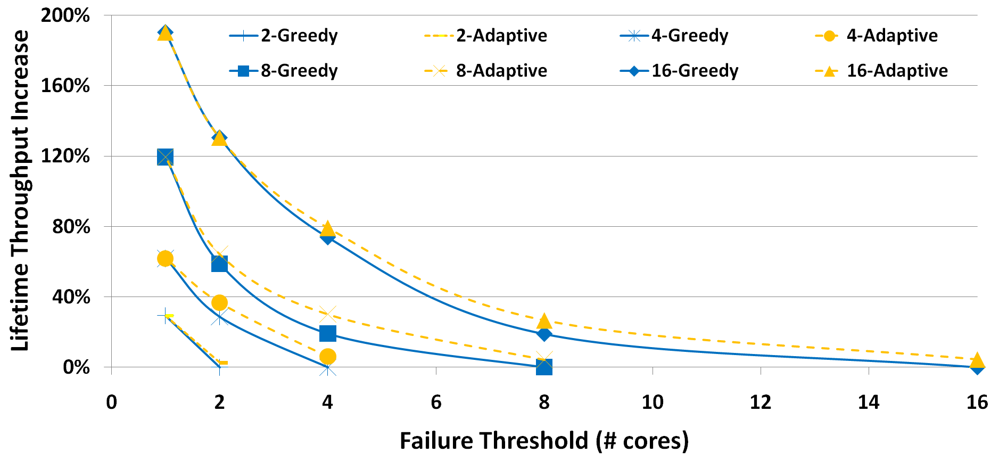 200%
160%
120%
80%
40%
0%
Lifetime Throughput Increase
2-Greedy 2-Adaptive 4-Greedy 4-Adaptive
8-Greedy 8-Adaptive 16-Greedy 16-Adaptive
0 2 4 6 8 10 12 14 16
Failure Threshold (# cores)